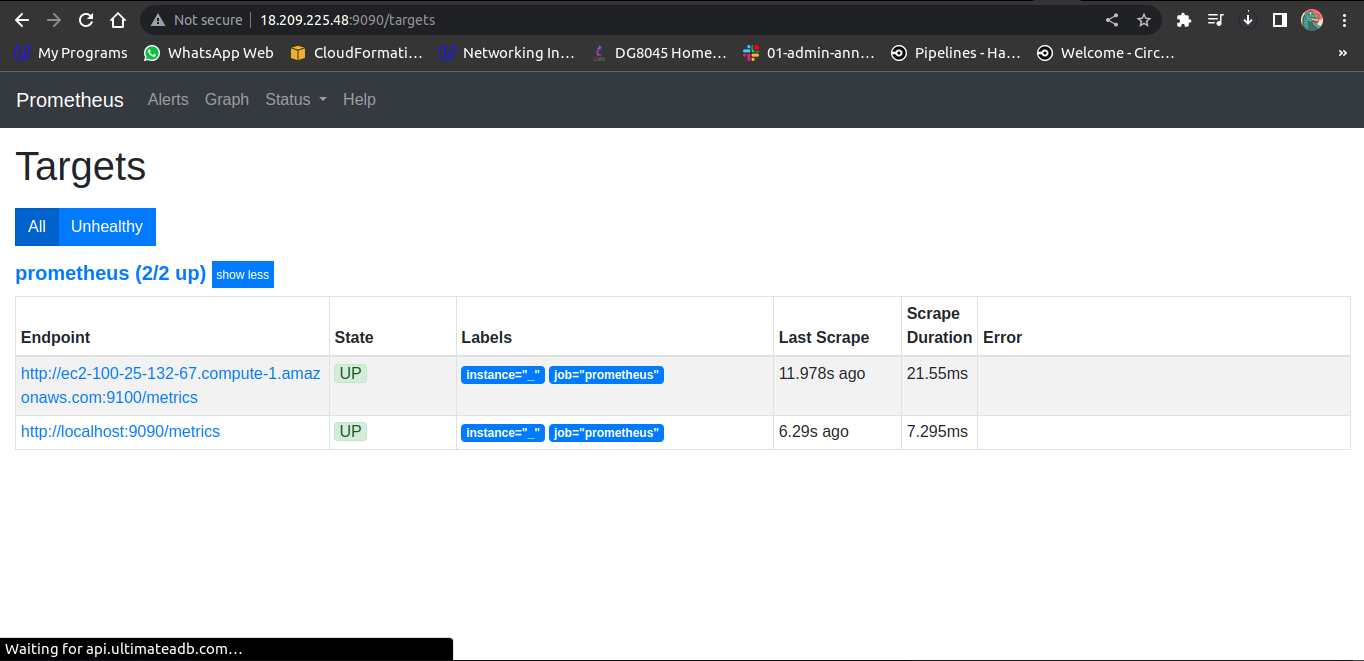 Not secure 18.209.225.48:9090/targets
My Programs WhatsApp Web CloudFormati… Networking In… DG8045 Home… 01-admin-ann… Pipelines - Ha… Welcome - Circ… »
Prometheus Alerts Graph Status Help
Targets
All Unhealthy
prometheus (2/2 up) show less
Scrape
Endpoint State Labels Last Scrape Duration Error
http://ec2-100-25-132-67.compute-1.amaz UP instance="_" job="prometheus" 11.978s ago 21.55ms
onaws.com:9100/metrics
http://localhost:9090/metrics UP instance="_" job="prometheus" 6.29s ago 7.295ms
Waiting for api.ultimateadb.com…